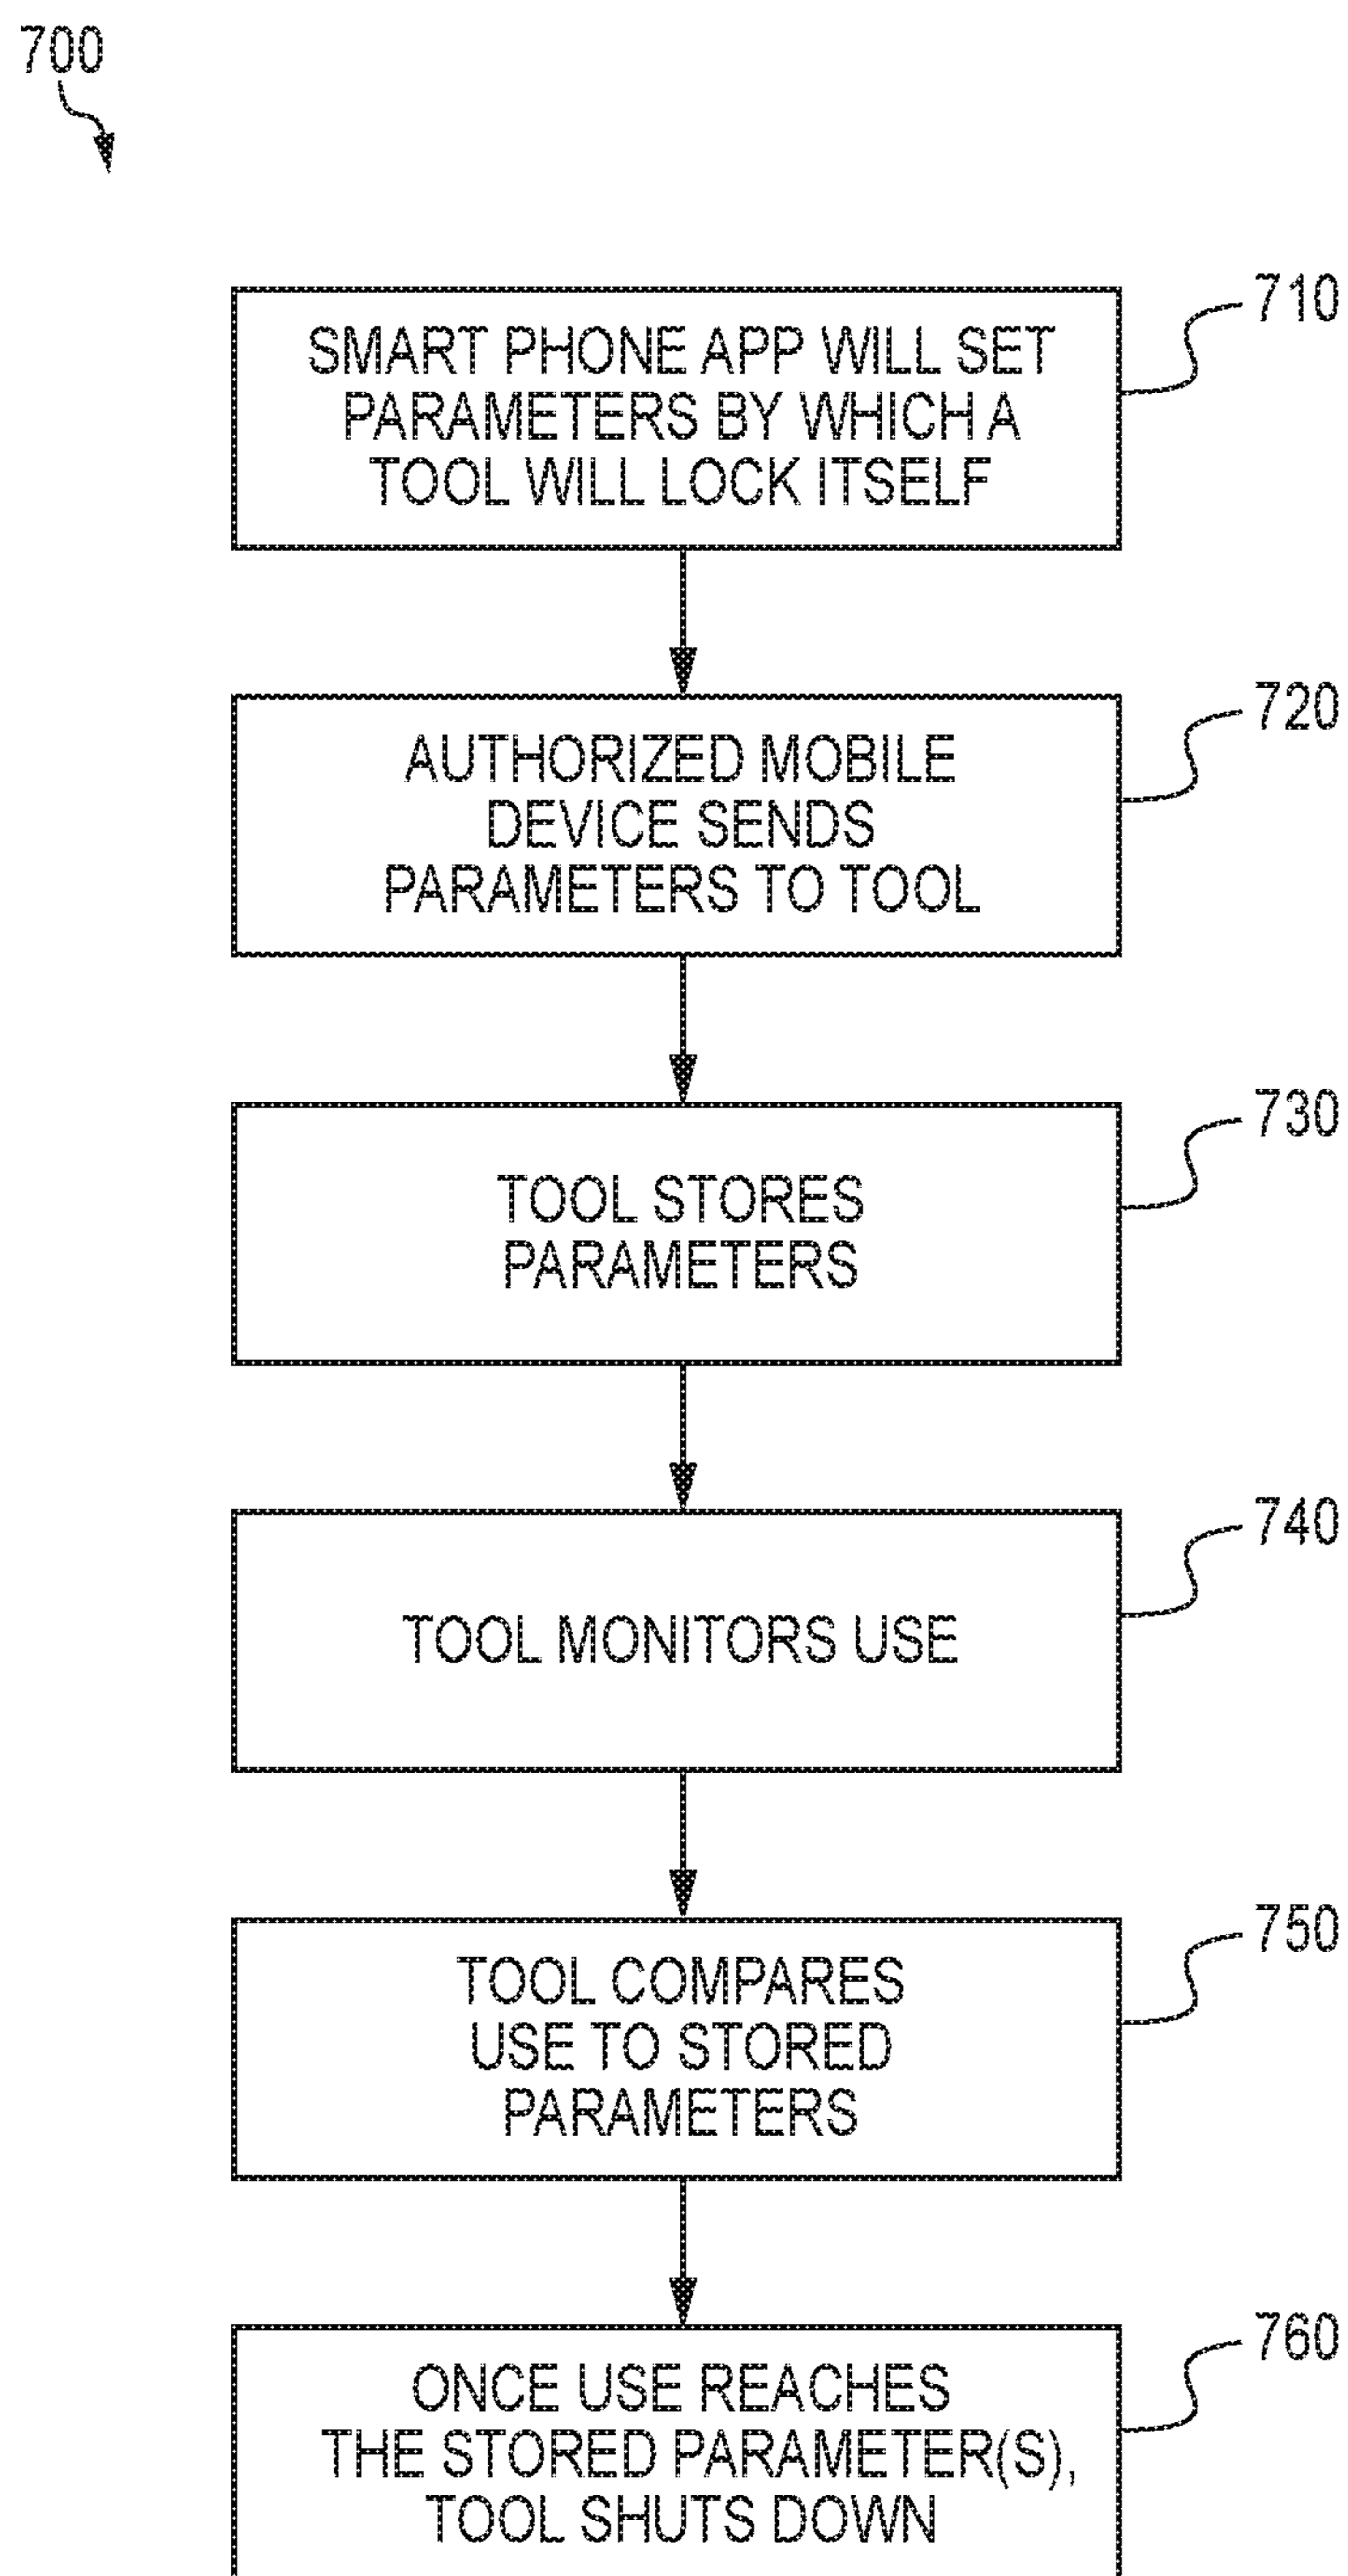 700
710
SMART PHONE APP WILL SET
PARAMETERS BY WHICH A
TOOL WILL LOCK ITSELF
720
AUTHORIZED MOBILE
DEVICE SENDS
PARAMETERS TO TOOL
730
TOOL STORES
PARAMETERS
740
TOOL MONITORS USE
750
TOOL COMPARES
USE TO STORED
PARAMETERS
760
ONCE USE REACHES
THE STORED PARAMETER(S),
TOOL SHUTS DOWN